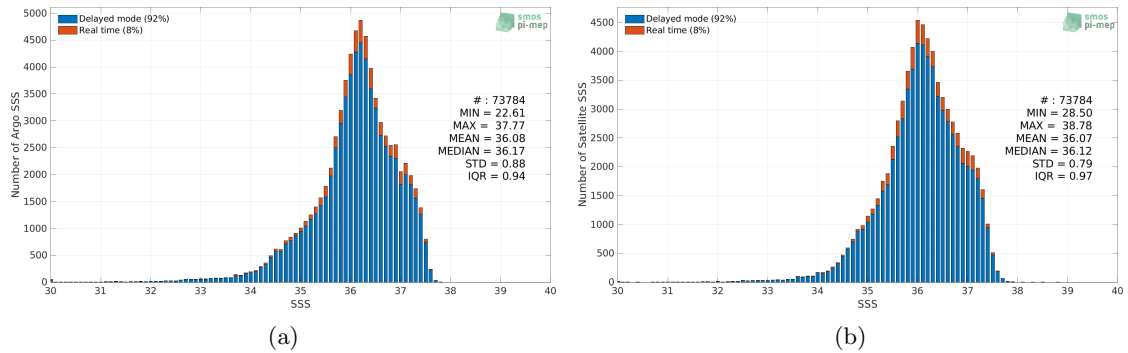 Delayed mode (92%)
Real time (8%)
smos
pi-mep
# : 73784
MIN = 22.61
MAX = 37.77
MEAN = 36.08
MEDIAN = 36.17
STD = 0.88
IQR = 0.94
Number of Argo SSS
5000
4500
4000
3500
3000
2500
2000
1500
1000
500
0
30 31 32 33 34 35 36 37 38 39 40
SSS
(a)
Delayed mode (92%)
Real time (8%)
smos
pi-mep
# : 73784
MIN = 28.50
MAX = 38.78
MEAN = 36.07
MEDIAN = 36.12
STD = 0.79
IQR = 0.97
Number of Satellite SSS
4500
4000
3500
3000
2500
2000
1500
1000
500
0
30 31 32 33 34 35 36 37 38 39 40
SSS
(b)